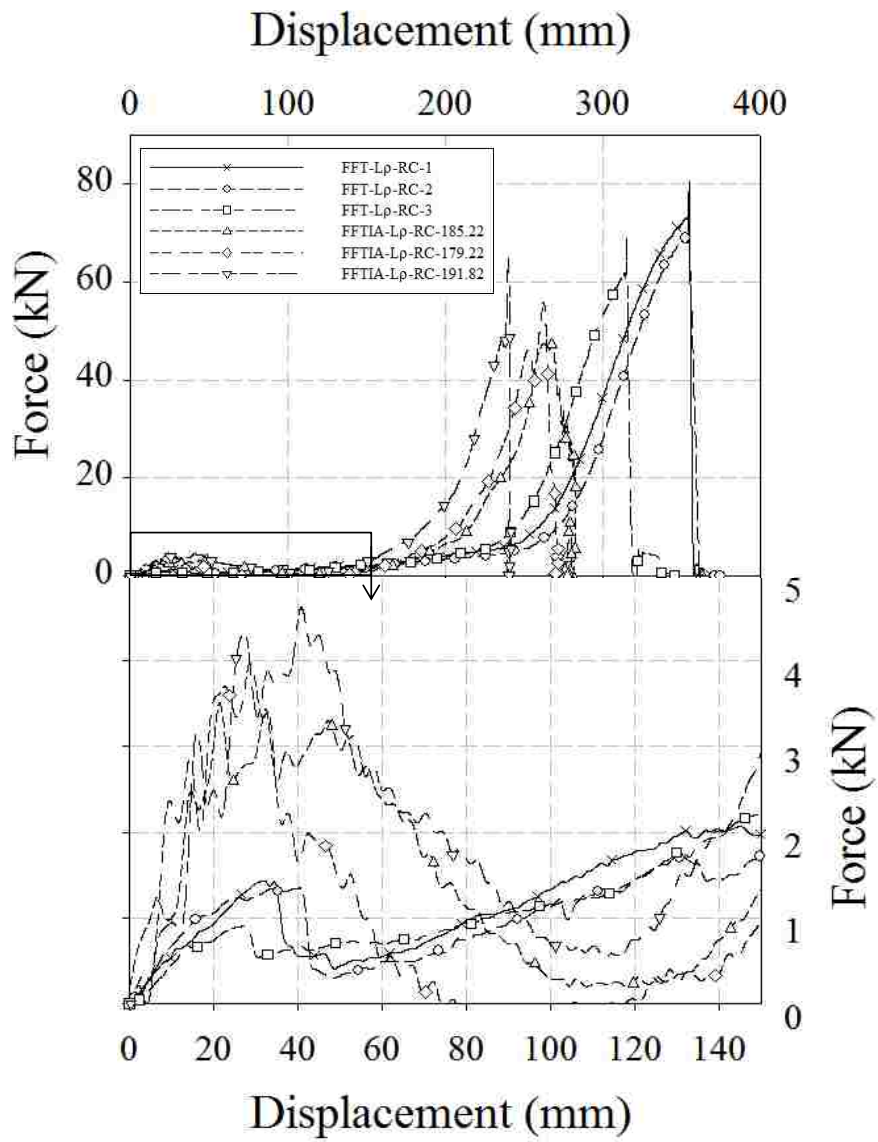 Displacement (mm)
0 100 200 300 400
80
60
40
20
0
Force (kN)
FFT-Lρ-RC-1
FFT-Lρ-RC-2
FFT-Lρ-RC-3
FFTIA-Lρ-RC-185.22
FFTIA-Lρ-RC-179.22
FFTIA-Lρ-RC-191.82
5
4
3
2
1
0
Force (kN)
0 20 40 60 80 100 120 140
Displacement (mm)